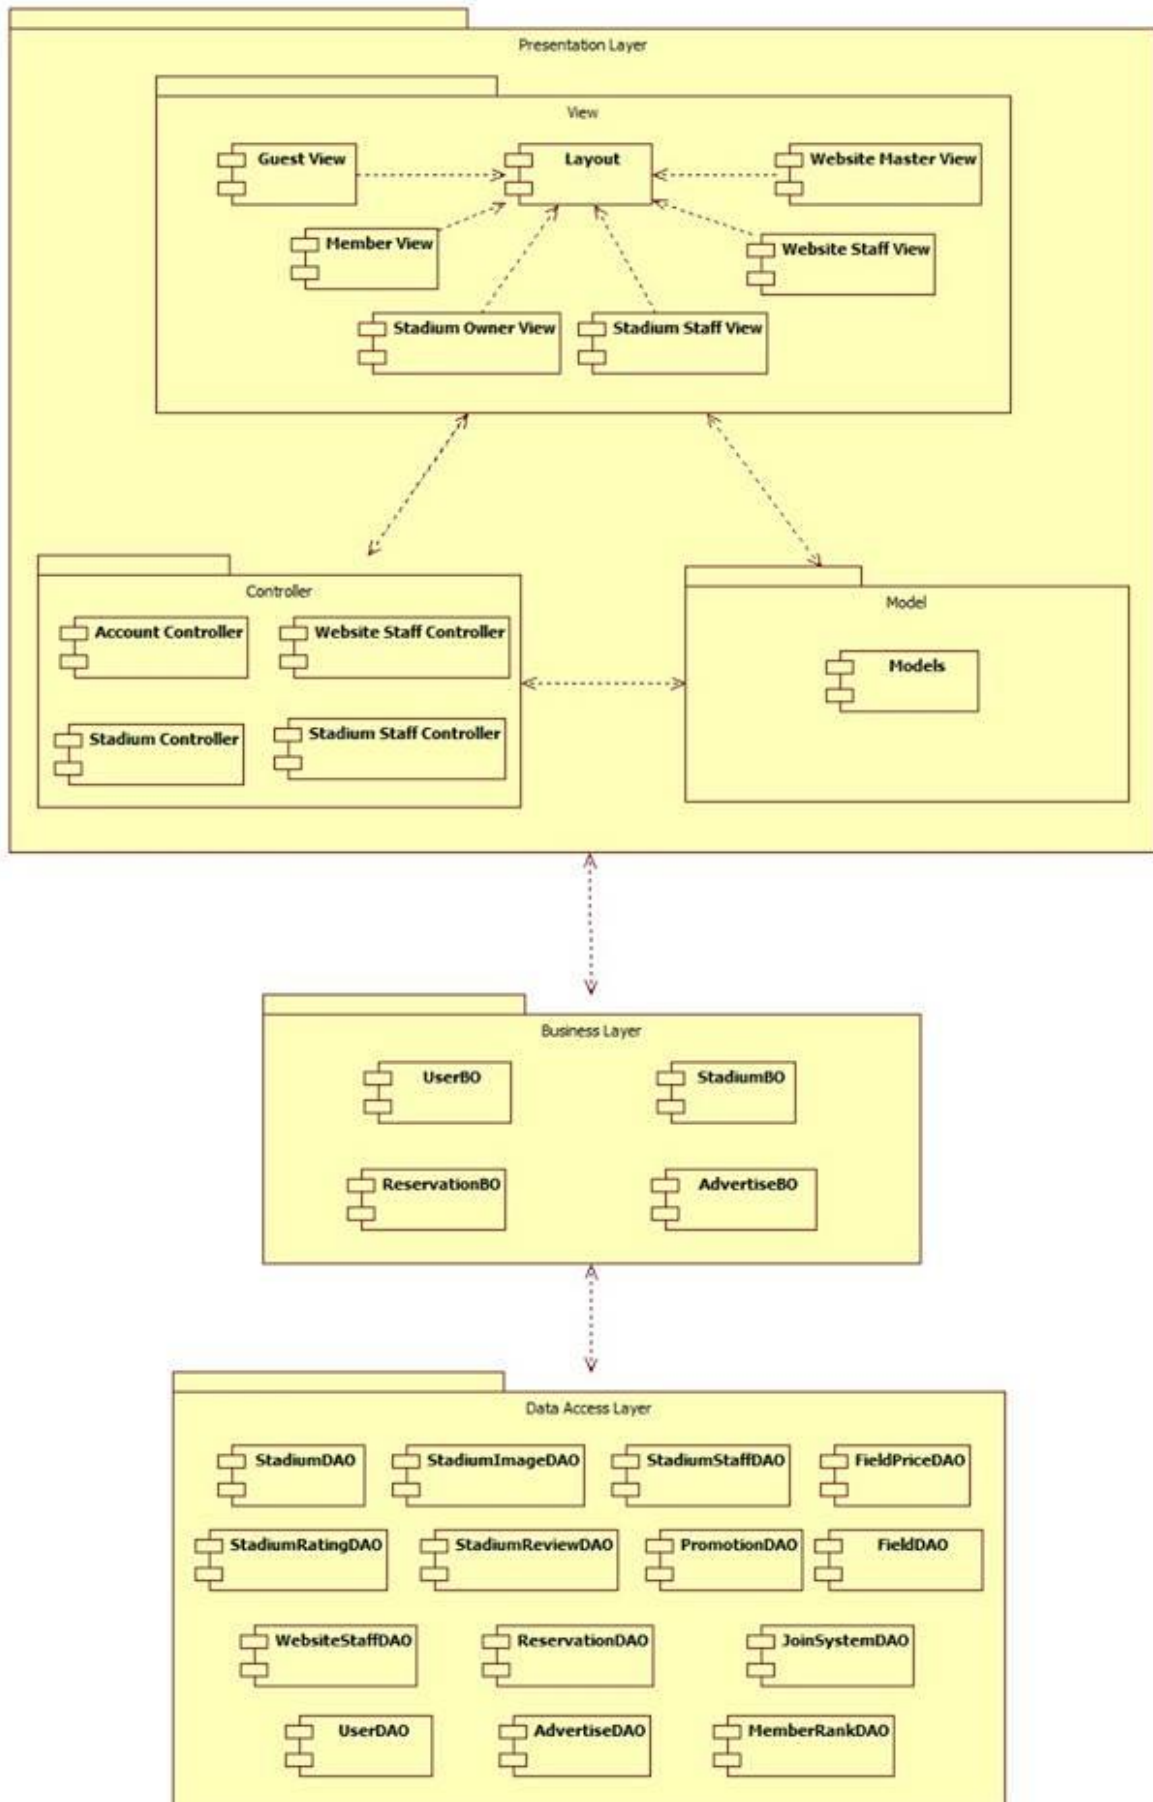 Presentation Layer
View
Guest View
Layout
Website Master View
Member View
Website Staff View
Stadium Owner View
Stadium Staff View
Controller
Account Controller
Website Staff Controller
Stadium Controller
Stadium Staff Controller
Model
Models
Business Layer
UserBO
StadiumBO
ReservationBO
AdvertiseBO
Data Access Layer
StadiumDAO
StadiumImageDAO
StadiumStaffDAO
FieldPriceDAO
StadiumRatingDAO
StadiumReviewDAO
PromotionDAO
FieldDAO
WebsiteStaffDAO
ReservationDAO
JoinSystemDAO
UserDAO
AdvertiseDAO
MemberRankDAO